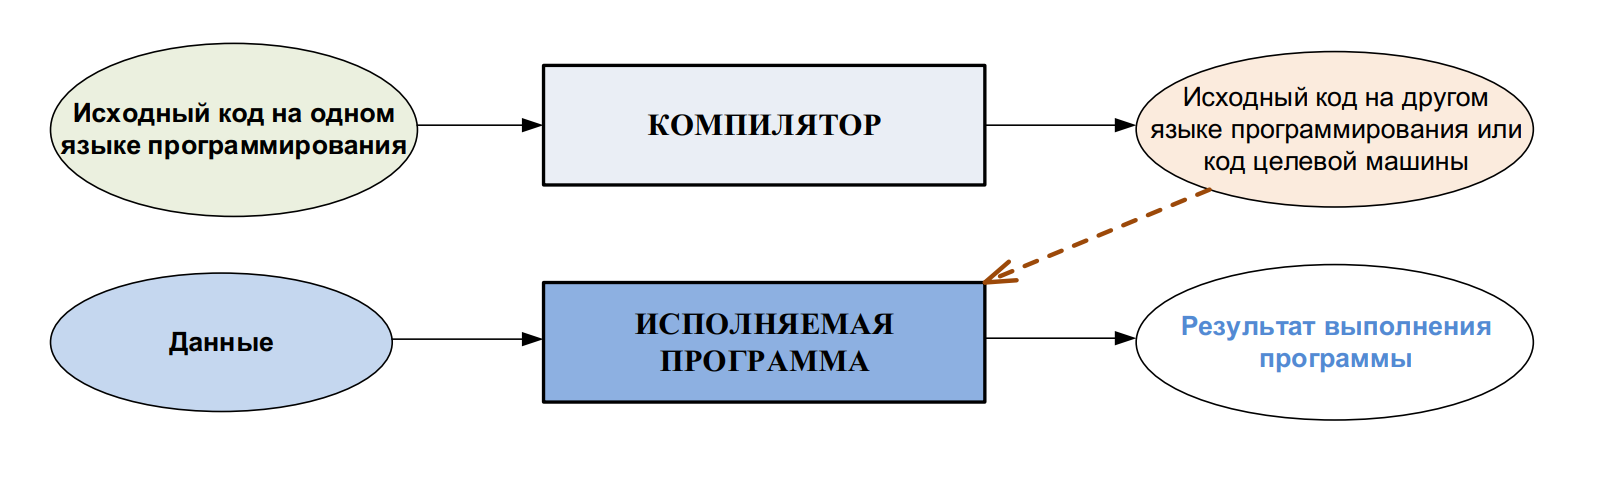 Исходный код на одном
языке программирования
КОМПИЛЯТОР
Исходный код на другом
языке программирования или
код целевой машины
Данные
ИСПОЛНЯЕМАЯ
ПРОГРАММА
Результат выполнения
программы